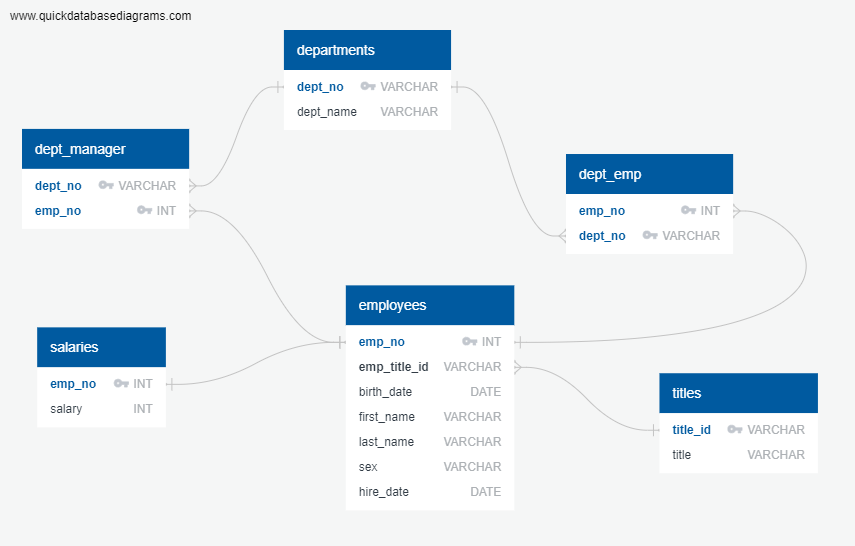 www.quickdatabasediagrams.com
departments
dept_no VARCHAR
dept_name VARCHAR
dept_manager
dept_no VARCHAR
emp_no INT
dept_emp
emp_no INT
dept_no VARCHAR
employees
emp_no INT
emp_title_id VARCHAR
birth_date DATE
first_name VARCHAR
last_name VARCHAR
sex VARCHAR
hire_date DATE
salaries
emp_no INT
salary INT
titles
title_id VARCHAR
title VARCHAR